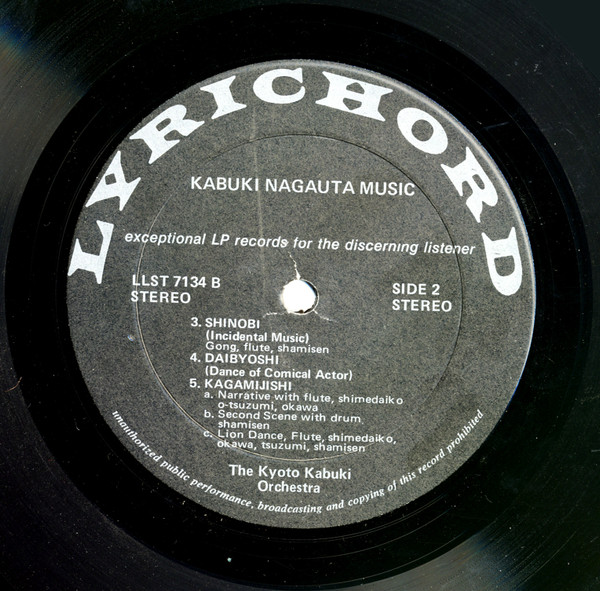 LYRICHORD
KABUKI NAGAUTA MUSIC
exceptional LP records for the discerning listener
LLST 7134 B
STEREO
SIDE 2
STEREO
3. SHINOBI
(Incidental Music)
Gong, flute, shamisen
4. DAIBYOSHI
(Dance of Comical Actor)
5. KAGAMIJISHI
a. Narrative with flute, shimedaiko
o-tsuzumi, okawa
b. Second Scene with drum
shamisen
c. Lion Dance, Flute, shimedaiko,
okawa, tsuzumi, shamisen
The Kyoto Kabuki
Orchestra
unauthorized public performance, broadcasting and copying of this record prohibited